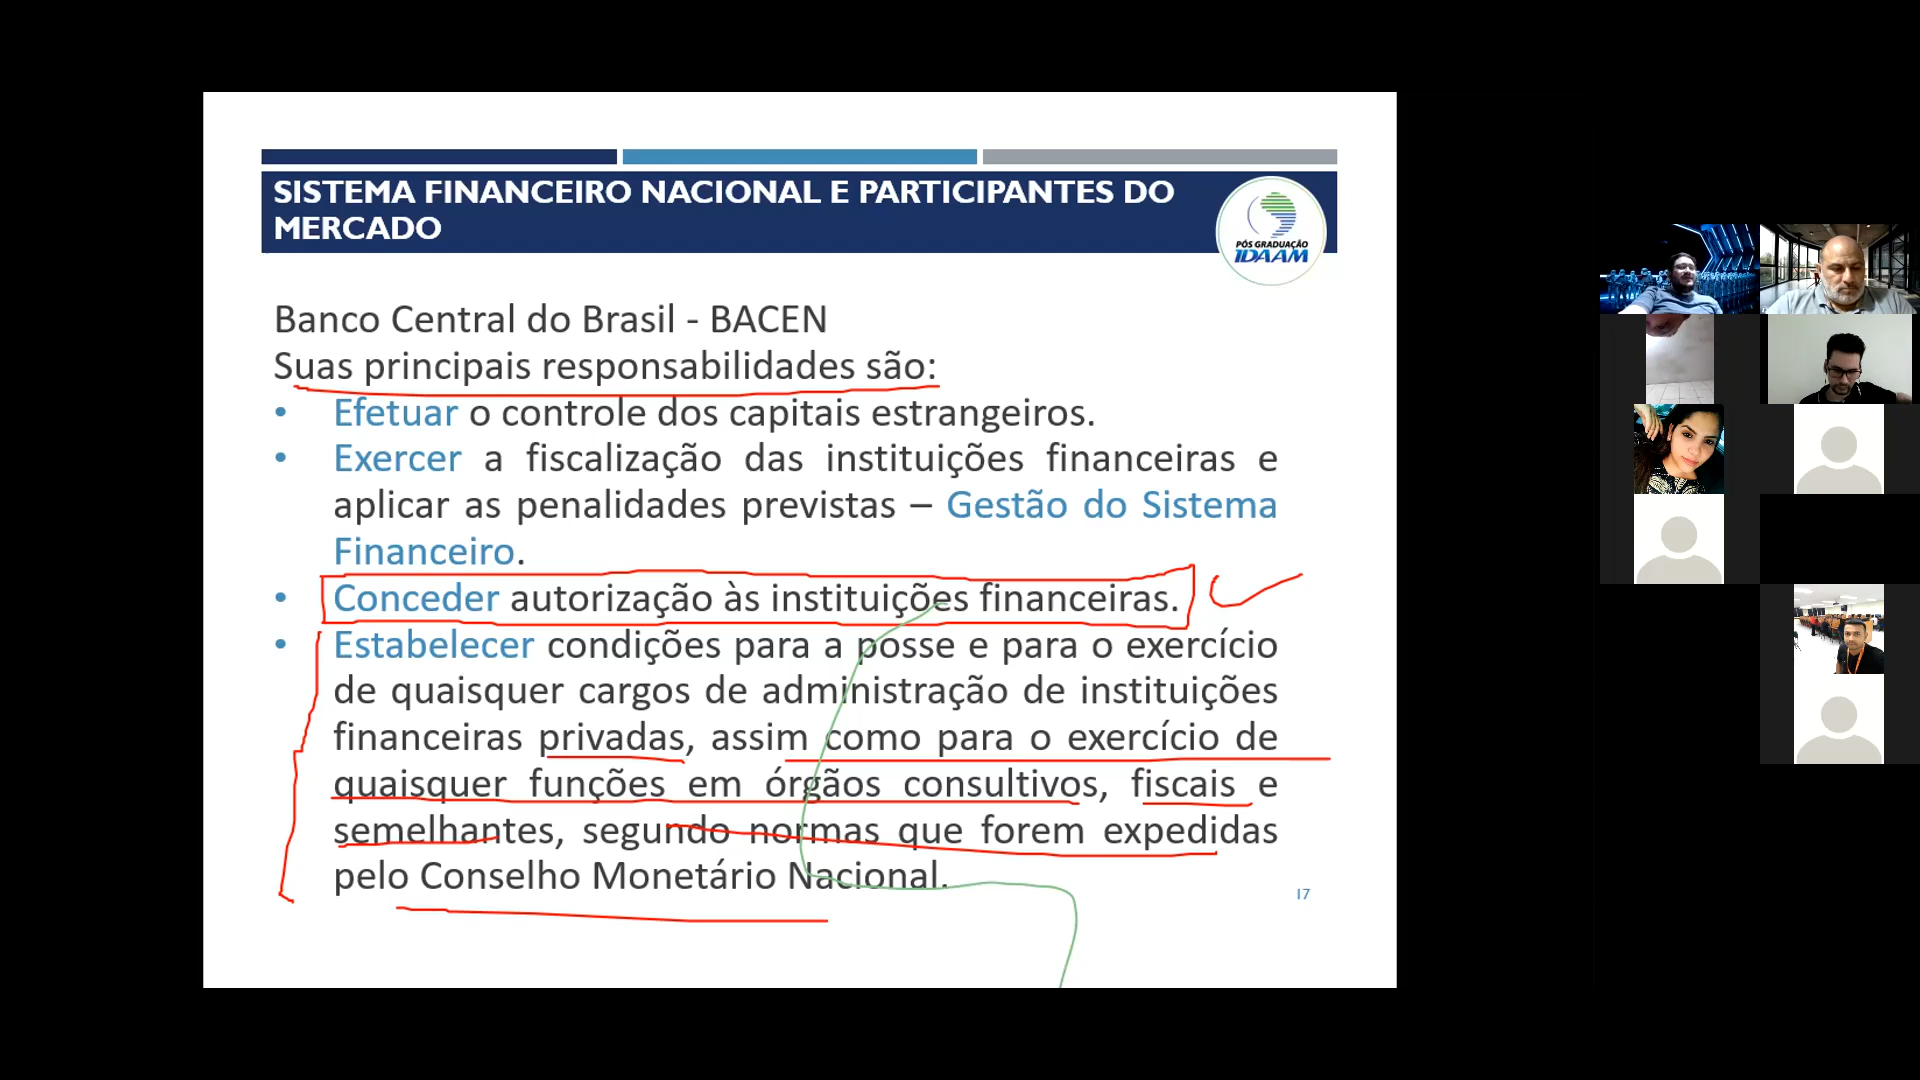 SISTEMA FINANCEIRO NACIONAL E PARTICIPANTES DO
MERCADO
PÓS GRADUAÇÃO
IDAAM
Banco Central do Brasil - BACEN
Suas principais responsabilidades são:
• Efetuar o controle dos capitais estrangeiros.
• Exercer a fiscalização das instituições financeiras e
aplicar as penalidades previstas – Gestão do Sistema
Financeiro.
• Conceder autorização às instituições financeiras.
• Estabelecer condições para a posse e para o exercício
de quaisquer cargos de administração de instituições
financeiras privadas, assim como para o exercício de
quaisquer funções em órgãos consultivos, fiscais e
semelhantes, segundo normas que forem expedidas
pelo Conselho Monetário Nacional.
17